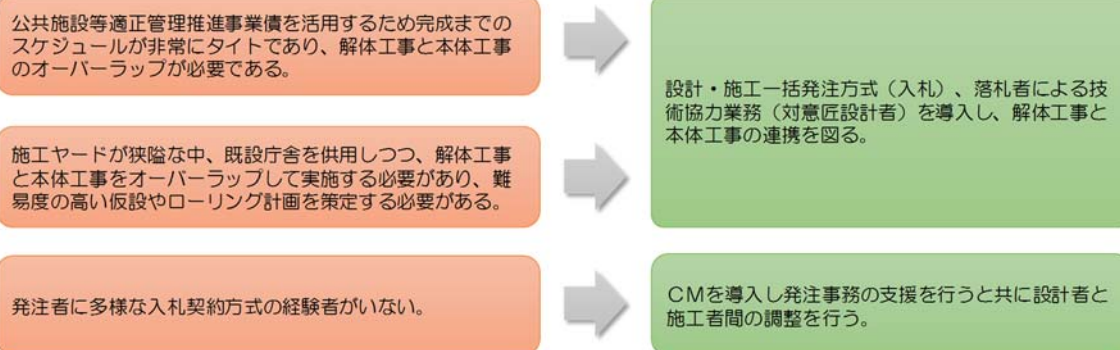 公共施設等適正管理推進事業債を活用するため完成までの
スケジュールが非常にタイトであり、解体工事と本体工事
のオーバーラップが必要である。
設計・施工一括発注方式（入札）、落札者による技
術協力業務（対意匠設計者）を導入し、解体工事と
本体工事の連携を図る。
施工ヤードが狭隘な中、既設庁舎を供用しつつ、解体工事
と本体工事をオーバーラップして実施する必要があり、難
易度の高い仮設やローリング計画を策定する必要がある。
発注者に多様な入札契約方式の経験者がいない。
ＣＭを導入し発注事務の支援を行うと共に設計者と
施工者間の調整を行う。